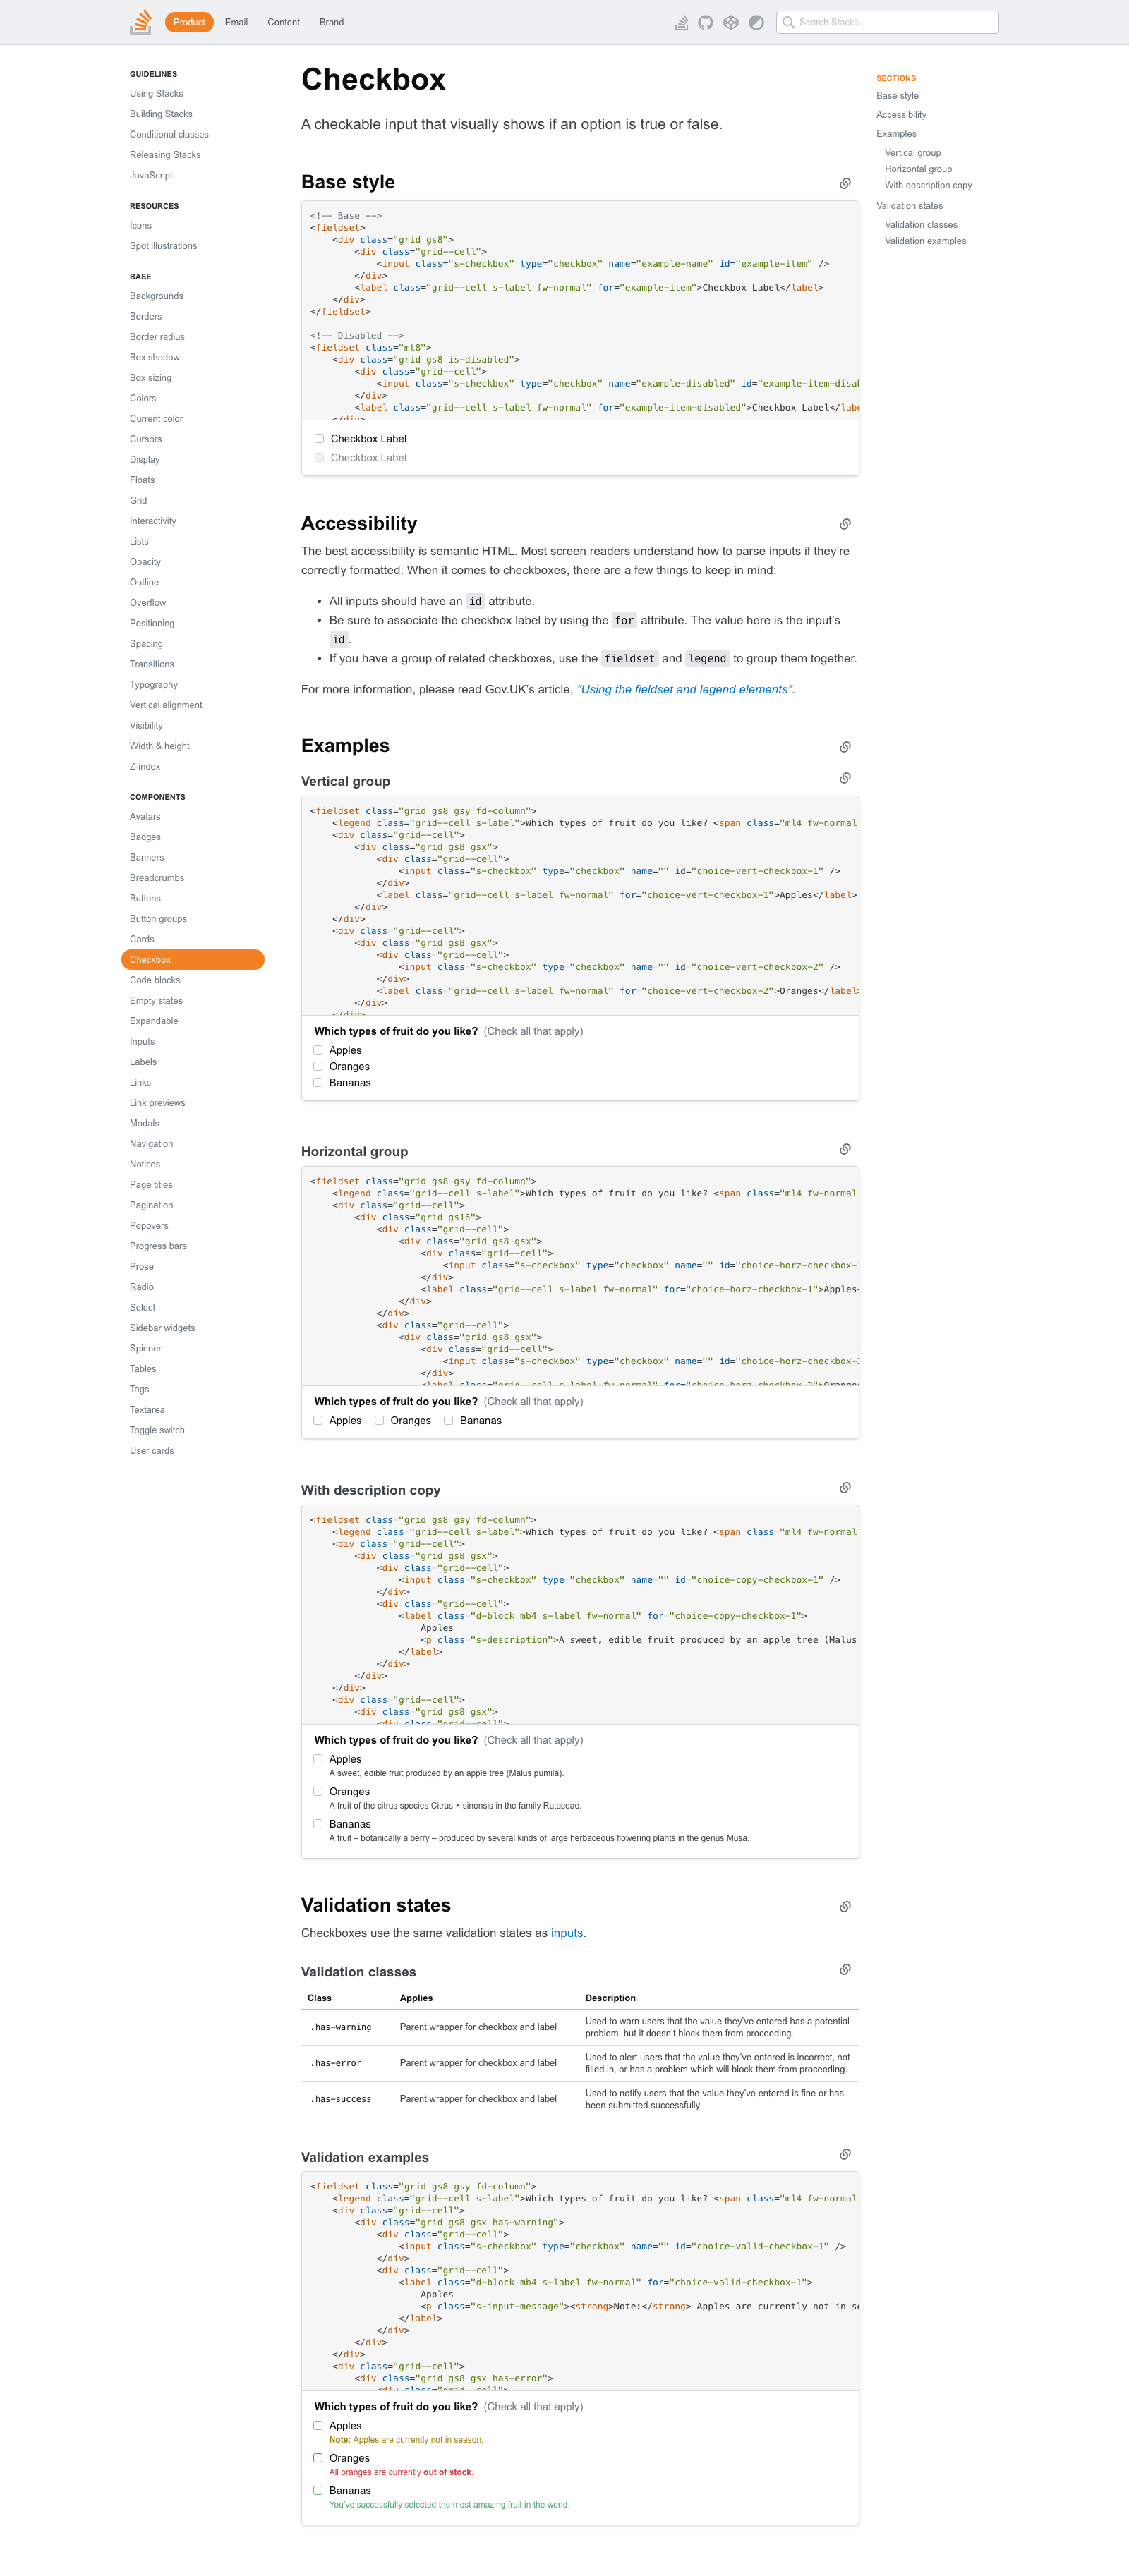 Product Email Content Brand
Search Stacks…
GUIDELINES
Using Stacks
Building Stacks
Conditional classes
Releasing Stacks
JavaScript
RESOURCES
Icons
Spot illustrations
BASE
Backgrounds
Borders
Border radius
Box shadow
Box sizing
Colors
Current color
Cursors
Display
Floats
Grid
Interactivity
Lists
Opacity
Outline
Overflow
Positioning
Spacing
Transitions
Typography
Vertical alignment
Visibility
Width & height
Z-index
COMPONENTS
Avatars
Badges
Banners
Breadcrumbs
Buttons
Button groups
Cards
Checkbox
Code blocks
Empty states
Expandable
Inputs
Labels
Links
Link previews
Modals
Navigation
Notices
Page titles
Pagination
Popovers
Progress bars
Prose
Radio
Select
Sidebar widgets
Spinner
Tables
Tags
Textarea
Toggle switch
User cards
Checkbox
A checkable input that visually shows if an option is true or false.
Base style
<!-- Base -->
<fieldset>
<div class="grid gs8">
<div class="grid--cell">
<input class="s-checkbox" type="checkbox" name="example-name" id="example-item" />
</div>
<label class="grid--cell s-label fw-normal" for="example-item">Checkbox Label</label>
</div>
</fieldset>
<!-- Disabled -->
<fieldset class="mt8">
<div class="grid gs8 is-disabled">
<div class="grid--cell">
<input class="s-checkbox" type="checkbox" name="example-disabled" id="example-item-disal
</div>
<label class="grid--cell s-label fw-normal" for="example-item-disabled">Checkbox Label</labe
</div>
Checkbox Label
Checkbox Label
Accessibility
The best accessibility is semantic HTML. Most screen readers understand how to parse inputs if they’re
correctly formatted. When it comes to checkboxes, there are a few things to keep in mind:
• All inputs should have an id attribute.
• Be sure to associate the checkbox label by using the for attribute. The value here is the input’s
id .
• If you have a group of related checkboxes, use the fieldset and legend to group them together.
For more information, please read Gov.UK’s article, "Using the fieldset and legend elements".
Examples
Vertical group
<fieldset class="grid gs8 gsy fd-column">
<legend class="grid--cell s-label">Which types of fruit do you like? <span class="ml4 fw-normal
<div class="grid--cell">
<div class="grid gs8 gsx">
<div class="grid--cell">
<input class="s-checkbox" type="checkbox" name="" id="choice-vert-checkbox-1" />
</div>
<label class="grid--cell s-label fw-normal" for="choice-vert-checkbox-1">Apples</label>
</div>
</div>
<div class="grid--cell">
<div class="grid gs8 gsx">
<div class="grid--cell">
<input class="s-checkbox" type="checkbox" name="" id="choice-vert-checkbox-2" />
</div>
<label class="grid--cell s-label fw-normal" for="choice-vert-checkbox-2">Oranges</label>
</div>
</div>
Which types of fruit do you like? (Check all that apply)
Apples
Oranges
Bananas
Horizontal group
<fieldset class="grid gs8 gsy fd-column">
<legend class="grid--cell s-label">Which types of fruit do you like? <span class="ml4 fw-normal
<div class="grid--cell">
<div class="grid gs16">
<div class="grid--cell">
<div class="grid gs8 gsx">
<div class="grid--cell">
<input class="s-checkbox" type="checkbox" name="" id="choice-horz-checkbox-
</div>
<label class="grid--cell s-label fw-normal" for="choice-horz-checkbox-1">Apples<
</div>
</div>
<div class="grid--cell">
<div class="grid gs8 gsx">
<div class="grid--cell">
<input class="s-checkbox" type="checkbox" name="" id="choice-horz-checkbox-
</div>
<label class="grid--cell s-label fw-normal" for="choice-horz-checkbox-2">Orange
Which types of fruit do you like? (Check all that apply)
Apples Oranges Bananas
With description copy
<fieldset class="grid gs8 gsy fd-column">
<legend class="grid--cell s-label">Which types of fruit do you like? <span class="ml4 fw-normal
<div class="grid--cell">
<div class="grid gs8 gsx">
<div class="grid--cell">
<input class="s-checkbox" type="checkbox" name="" id="choice-copy-checkbox-1" />
</div>
<div class="grid--cell">
<label class="d-block mb4 s-label fw-normal" for="choice-copy-checkbox-1">
Apples
<p class="s-description">A sweet, edible fruit produced by an apple tree (Malus
</label>
</div>
</div>
</div>
<div class="grid--cell">
<div class="grid gs8 gsx">
<div class="grid--cell">
Which types of fruit do you like? (Check all that apply)
Apples
A sweet, edible fruit produced by an apple tree (Malus pumila).
Oranges
A fruit of the citrus species Citrus × sinensis in the family Rutaceae.
Bananas
A fruit – botanically a berry – produced by several kinds of large herbaceous flowering plants in the genus Musa.
Validation states
Checkboxes use the same validation states as inputs.
Validation classes
Class Applies Description
.has-warning Parent wrapper for checkbox and label Used to warn users that the value they’ve entered has a potential
problem, but it doesn’t block them from proceeding.
.has-error Parent wrapper for checkbox and label Used to alert users that the value they’ve entered is incorrect, not
filled in, or has a problem which will block them from proceeding.
.has-success Parent wrapper for checkbox and label Used to notify users that the value they’ve entered is fine or has
been submitted successfully.
Validation examples
<fieldset class="grid gs8 gsy fd-column">
<legend class="grid--cell s-label">Which types of fruit do you like? <span class="ml4 fw-normal
<div class="grid--cell">
<div class="grid gs8 gsx has-warning">
<div class="grid--cell">
<input class="s-checkbox" type="checkbox" name="" id="choice-valid-checkbox-1" />
</div>
<div class="grid--cell">
<label class="d-block mb4 s-label fw-normal" for="choice-valid-checkbox-1">
Apples
<p class="s-input-message"><strong>Note:</strong> Apples are currently not in se
</label>
</div>
</div>
</div>
<div class="grid--cell">
<div class="grid gs8 gsx has-error">
<div class="grid--cell">
Which types of fruit do you like? (Check all that apply)
Apples
Note: Apples are currently not in season.
Oranges
All oranges are currently out of stock.
Bananas
You’ve successfully selected the most amazing fruit in the world.
SECTIONS
Base style
Accessibility
Examples
Vertical group
Horizontal group
With description copy
Validation states
Validation classes
Validation examples